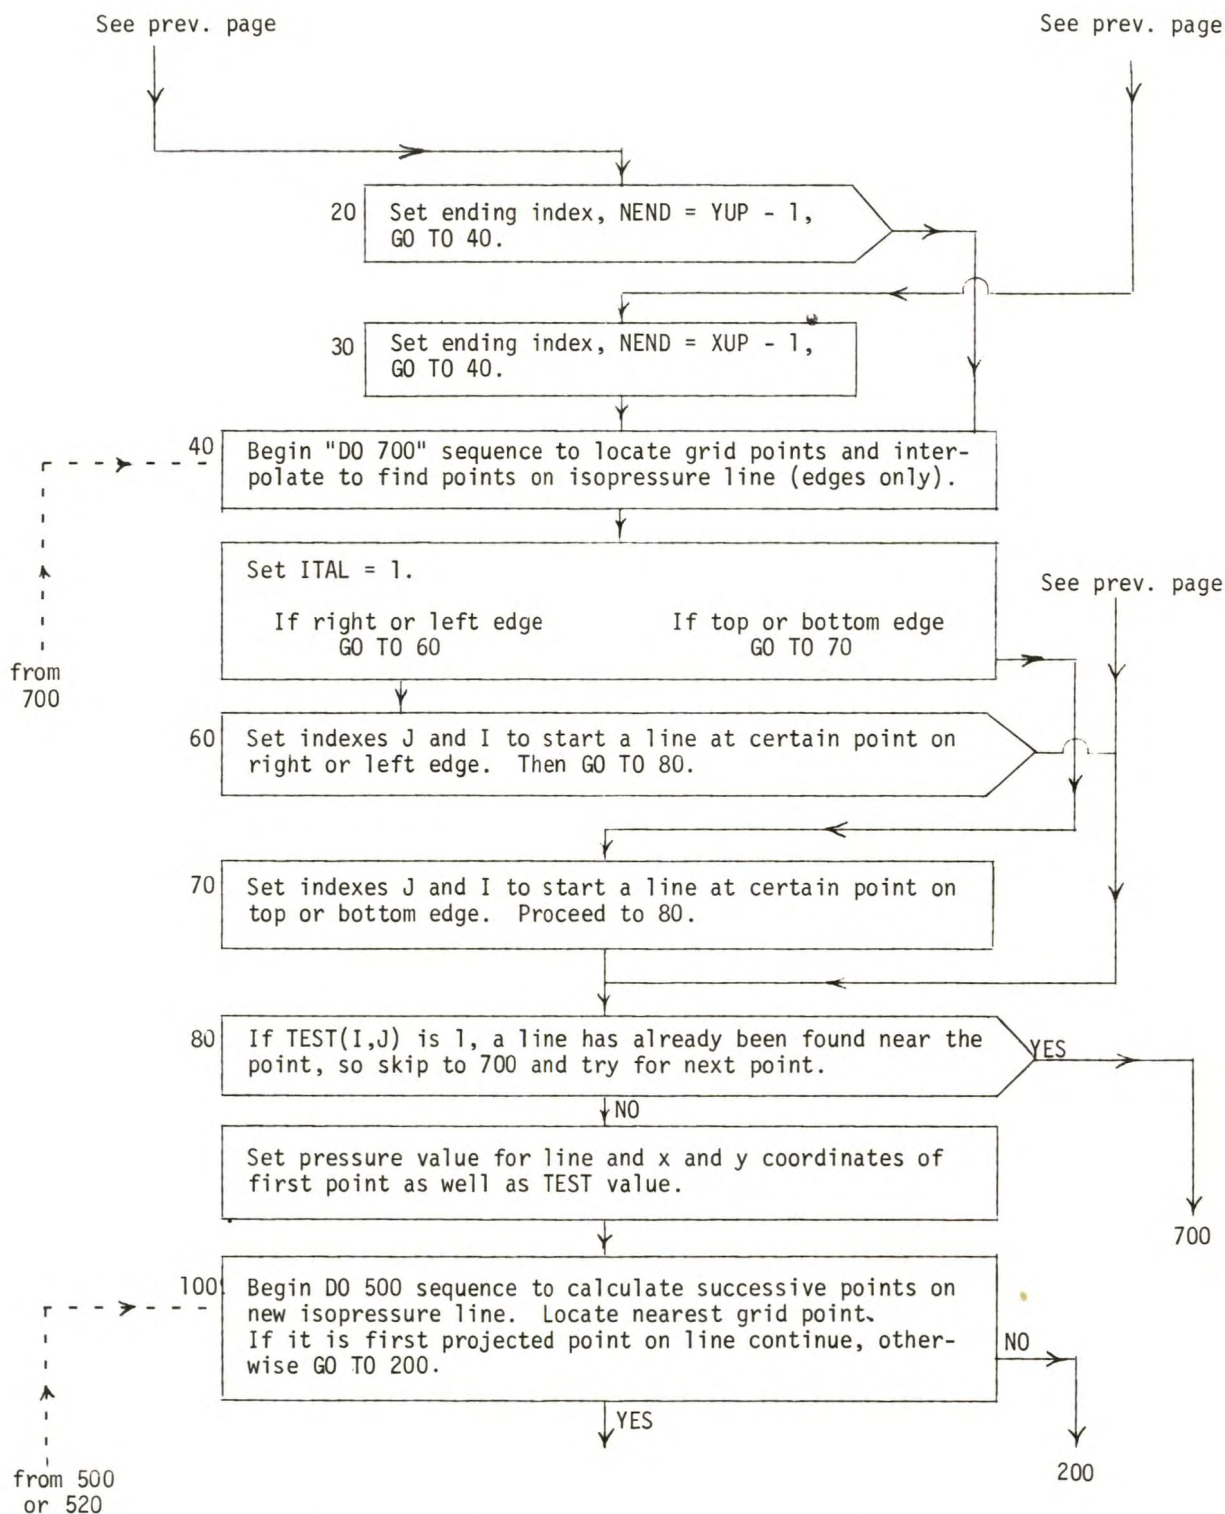 See prev. page
See prev. page
20
Set ending index, NEND = YUP - 1,
GO TO 40.
30
Set ending index, NEND = XUP - 1,
GO TO 40.
40
Begin "DO 700" sequence to locate grid points and inter-
polate to find points on isopressure line (edges only).
Set ITAL = 1.
If right or left edge
GO TO 60
If top or bottom edge
GO TO 70
See prev. page
from
700
60
Set indexes J and I to start a line at certain point on
right or left edge. Then GO TO 80.
70
Set indexes J and I to start a line at certain point on
top or bottom edge. Proceed to 80.
80
If TEST(I,J) is 1, a line has already been found near the
point, so skip to 700 and try for next point.
YES
NO
Set pressure value for line and x and y coordinates of
first point as well as TEST value.
700
100
Begin DO 500 sequence to calculate successive points on
new isopressure line. Locate nearest grid point.
If it is first projected point on line continue, other-
wise GO TO 200.
NO
YES
200
from 500
or 520